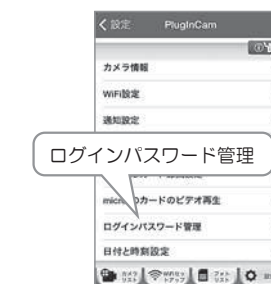 設定 PlugInCam
カメラ情報
WiFi設定
通知設定
ログインパスワード管理
カードのビデオ再生
ログインパスワード管理
日付と時刻設定